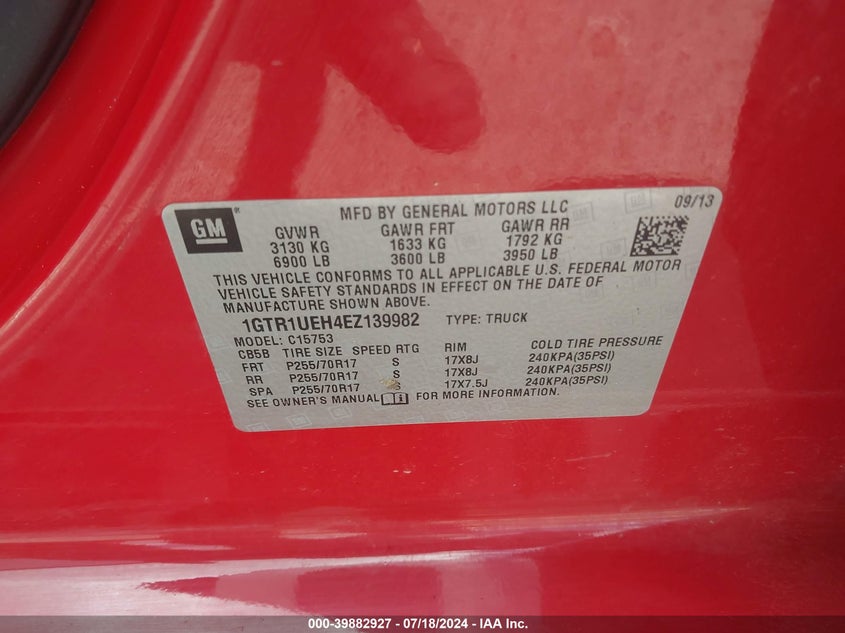 GM
MFD BY GENERAL MOTORS LLC
09/13
GVWR GAWR FRT GAWR RR
3130 KG 1633 KG 1792 KG
6900 LB 3600 LB 3950 LB
THIS VEHICLE CONFORMS TO ALL APPLICABLE U.S. FEDERAL MOTOR
VEHICLE SAFETY STANDARDS IN EFFECT ON THE DATE OF
MANUFACTURE SHOWN ABOVE.
1GTR1UEH4EZ139982 TYPE: TRUCK
MODEL: C15753
CB5B TIRE SIZE SPEED RTG RIM COLD TIRE PRESSURE
FRT P255/70R17 S 17X8J 240KPA(35PSI)
RR P255/70R17 S 17X8J 240KPA(35PSI)
SPA P255/70R17 S 17X7.5J 240KPA(35PSI)
SEE OWNER'S MANUAL FOR MORE INFORMATION.
000-39882927 - 07/18/2024 - IAA Inc.